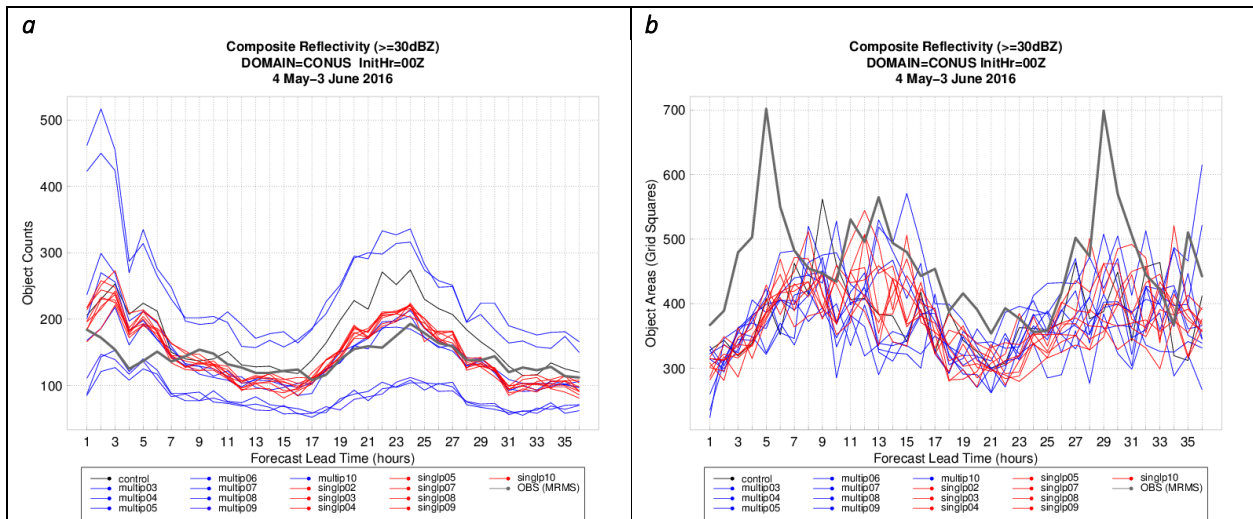 a
Composite Reflectivity (>=30dBZ)
DOMAIN=CONUS InitHr=00Z
4 May–3 June 2016
Object Counts
500
400
300
200
100
1 3 5 7 9 11 13 15 17 19 21 23 25 27 29 31 33 35
Forecast Lead Time (hours)
control multip06 multip10 singlp05 singlp10
multip03 multip07 singlp02 singlp07 OBS (MRMS)
multip04 multip08 singlp03 singlp08
multip05 multip09 singlp04 singlp09
b
Composite Reflectivity (>=30dBZ)
DOMAIN=CONUS InitHr=00Z
4 May–3 June 2016
Object Areas (Grid Squares)
700
600
500
400
300
1 3 5 7 9 11 13 15 17 19 21 23 25 27 29 31 33 35
Forecast Lead Time (hours)
control multip06 multip10 singlp05 singlp10
multip03 multip07 singlp02 singlp07 OBS (MRMS)
multip04 multip08 singlp03 singlp08
multip05 multip09 singlp04 singlp09